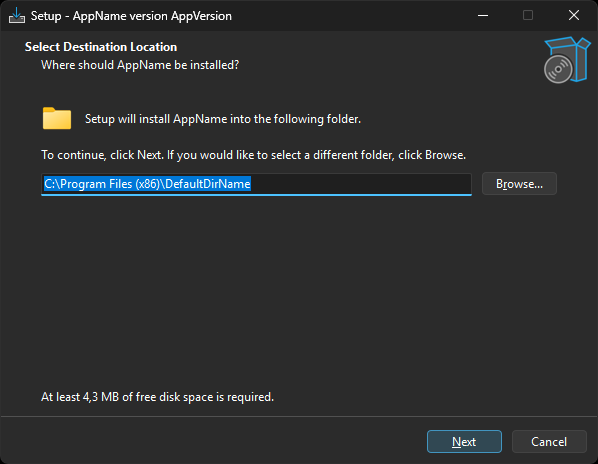 Setup - AppName version AppVersion
Select Destination Location
Where should AppName be installed?
Setup will install AppName into the following folder.
To continue, click Next. If you would like to select a different folder, click Browse.
C:\Program Files (x86)\DefaultDirName
Browse...
At least 4,3 MB of free disk space is required.
Next
Cancel